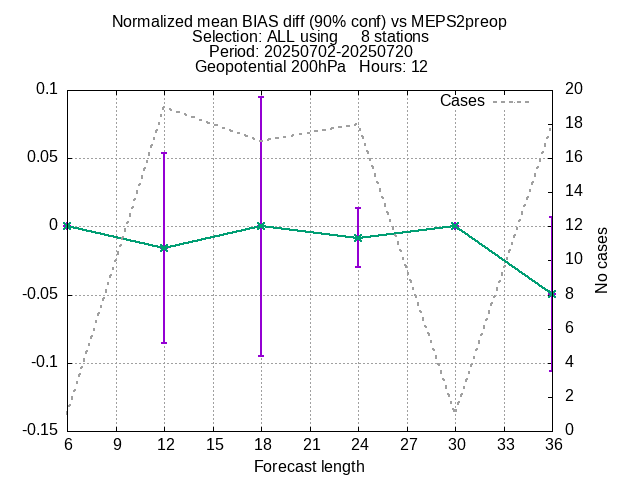 Normalized mean BIAS diff (90% conf) vs MEPS2preop
Selection: ALL using     8 stations
Period: 20250702-20250720
Geopotential 200hPa   Hours: 12
0.1
0.05
0
-0.05
-0.1
-0.15
Cases
20
18
16
14
12
10
8
6
4
2
0
No cases
6 9 12 15 18 21 24 27 30 33 36
Forecast length